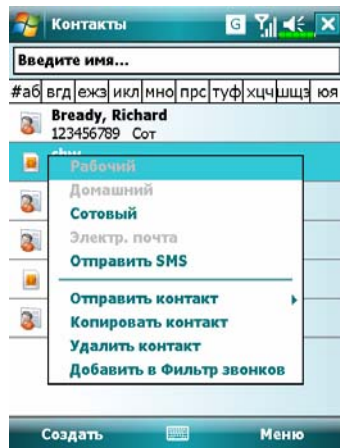 Контакты G
Введите имя...
#аб вгд ежз икл мно прс туф хцч шщэ юя
Bready, Richard
123456789 Сот
Рабочий
Домашний
Сотовый
Электр. почта
Отправить SMS
Отправить контакт
Копировать контакт
Удалить контакт
Добавить в Фильтр звонков
Создать Меню